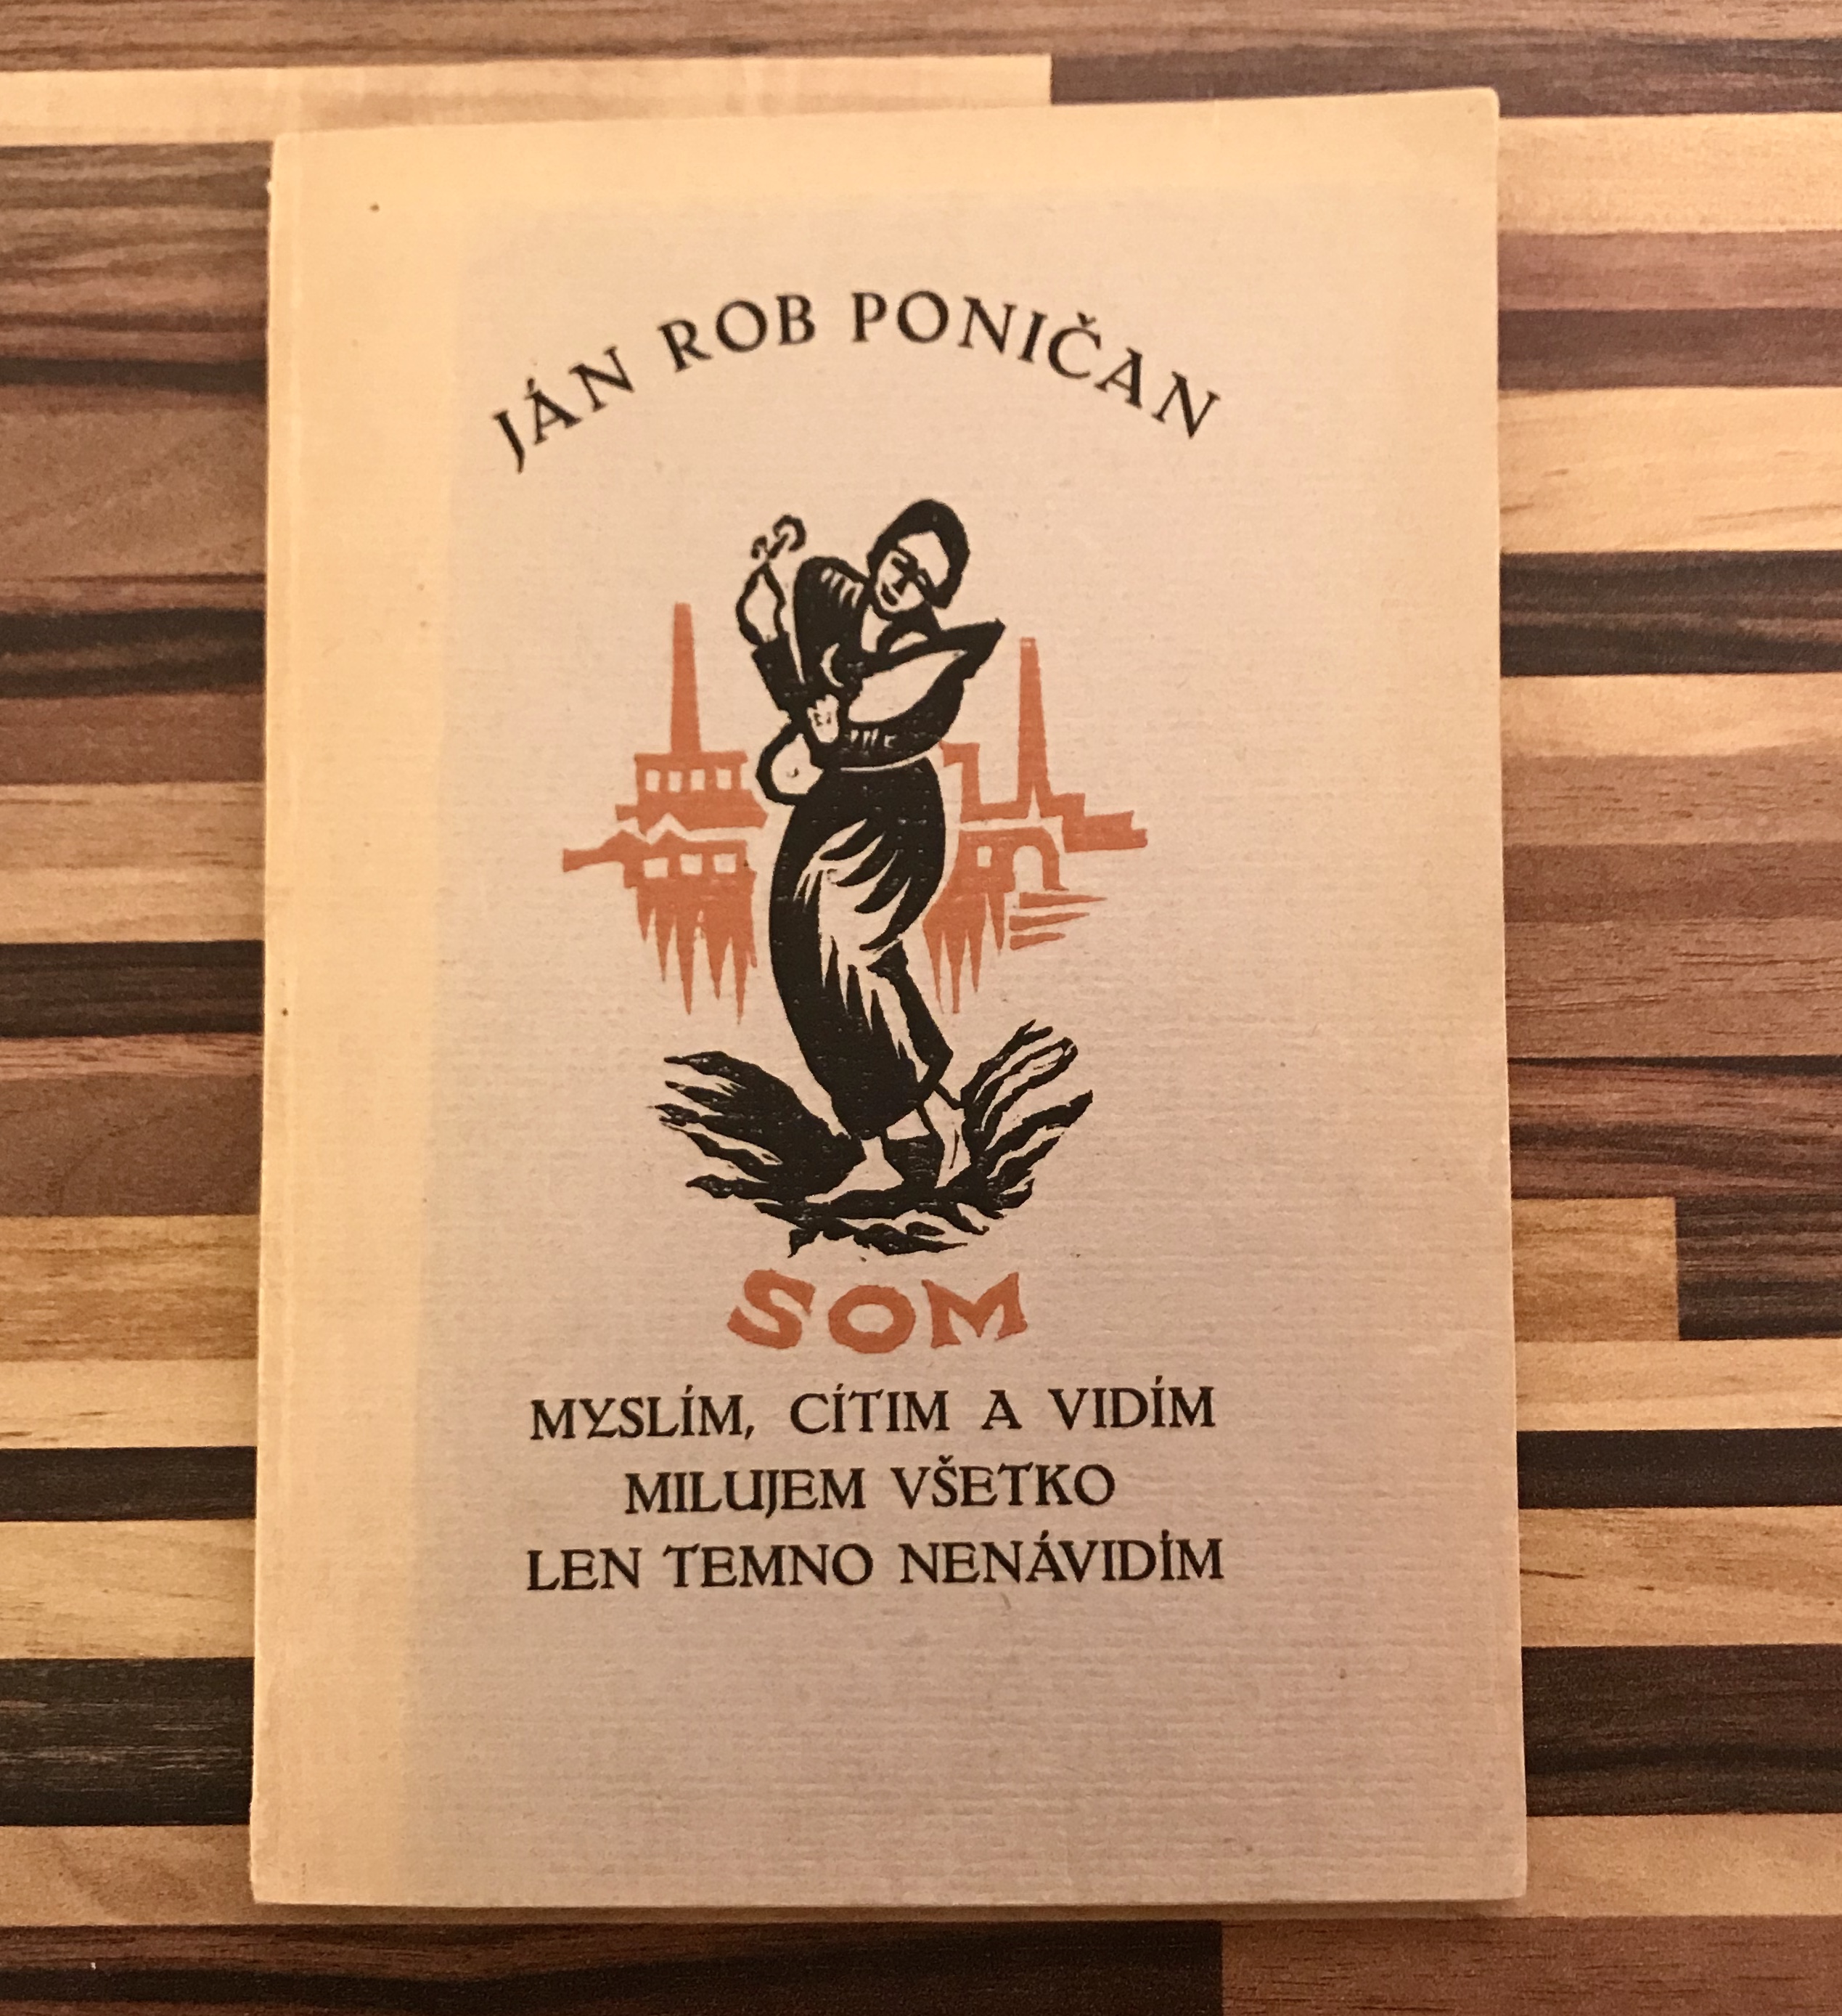 JÁN ROB PONIČAN
SOM
MYSLÍM, CÍTIM A VIDÍM
MILUJEM VŠETKO
LEN TEMNO NENÁVIDÍM